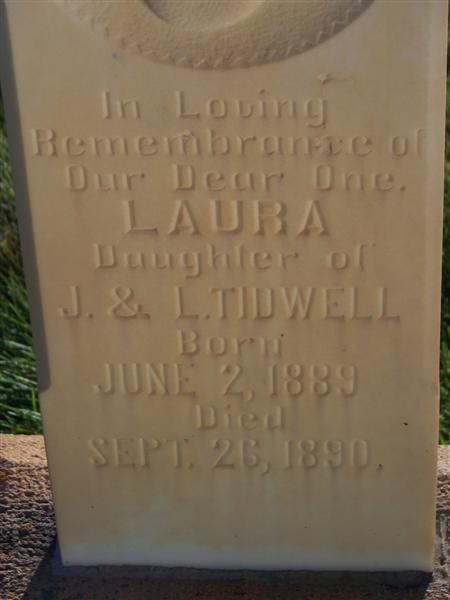 In Loving
Remembrance of
Our Dear One.
LAURA
Daughter of
J. & L. TIDWELL
Born
JUNE 2, 1889
Died
SEPT. 26, 1890.